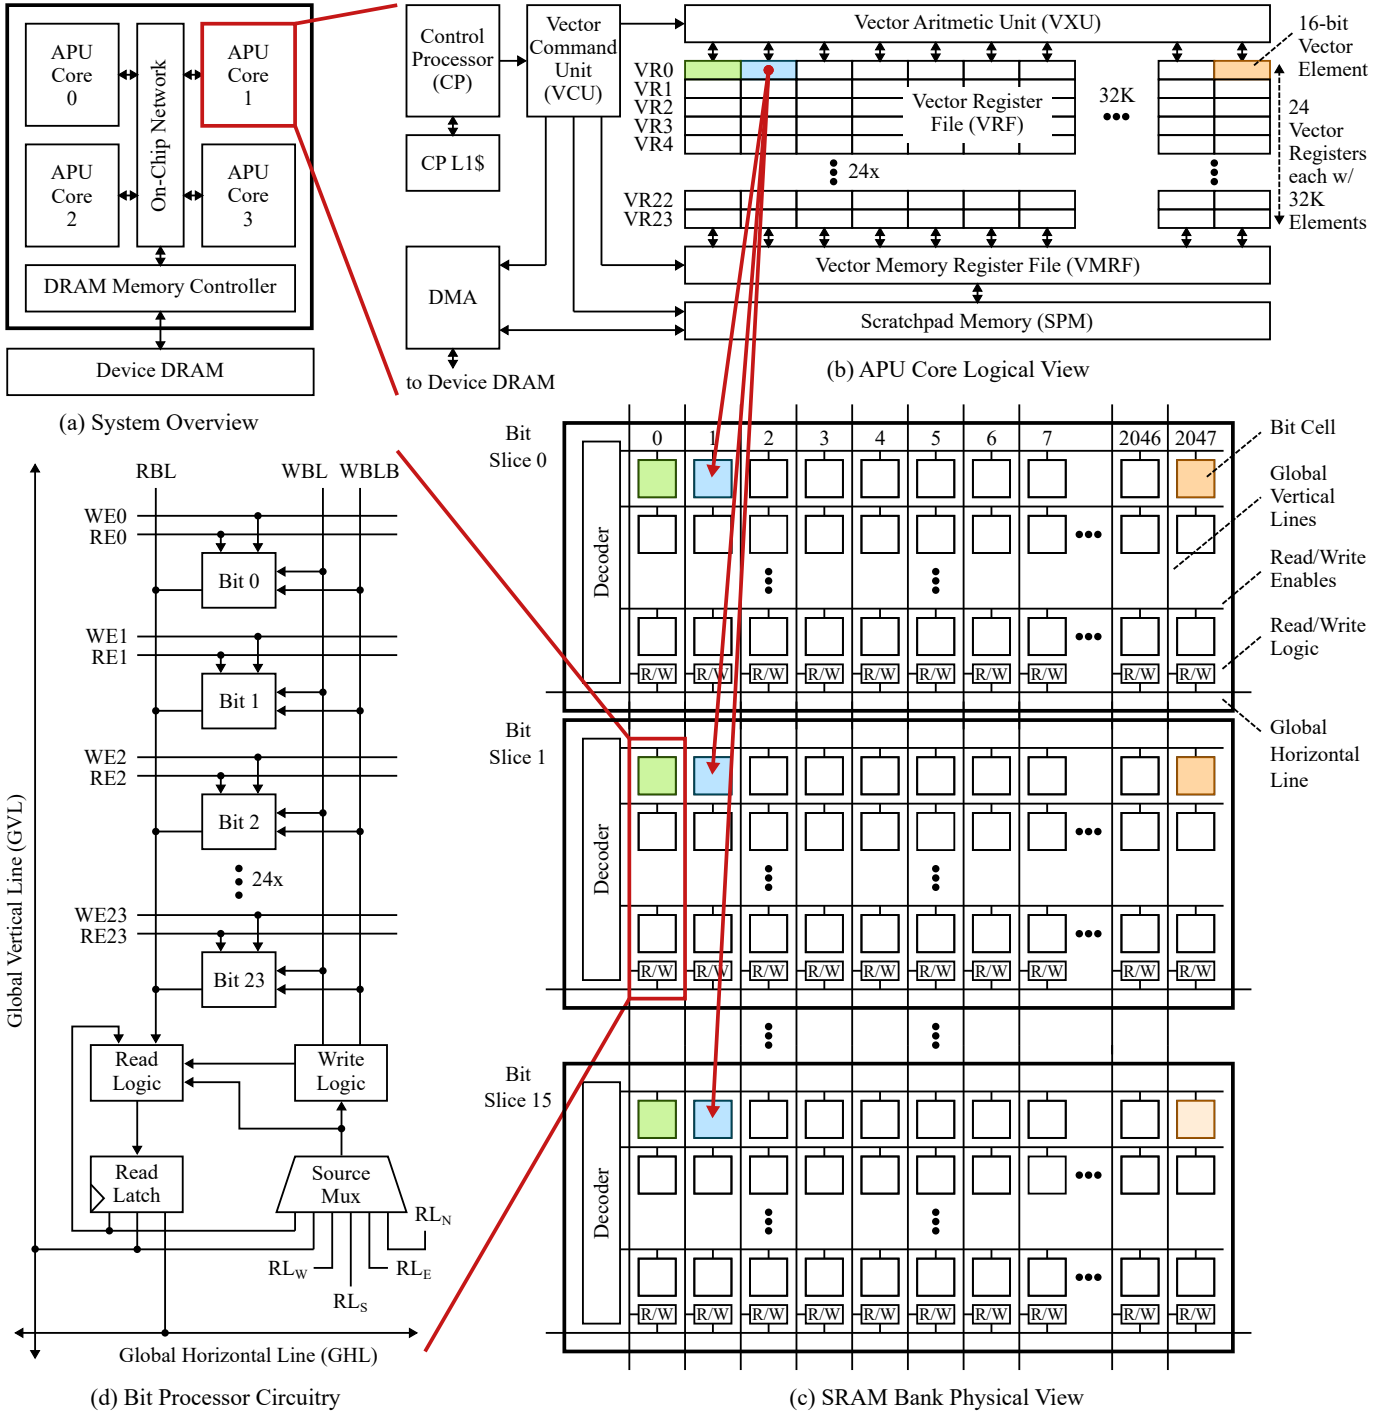 APU
Core
0
APU
Core
1
APU
Core
2
APU
Core
3
On-Chip Network
DRAM Memory Controller
Device DRAM
(a) System Overview
Control
Processor
(CP)
CP L1$
Vector
Command
Unit
(VCU)
DMA
to Device DRAM
Vector Aritmetic Unit (VXU)
VR0
VR1
VR2
VR3
VR4
Vector Register
File (VRF)
32K
24x
VR22
VR23
Vector Memory Register File (VMRF)
Scratchpad Memory (SPM)
16-bit
Vector
Element
24
Vector
Registers
each w/
32K
Elements
(b) APU Core Logical View
Bit
Slice 0
Decoder
0 1 2 3 4 5 6 7 2046 2047
R/W R/W R/W R/W R/W R/W R/W R/W R/W R/W
Bit Cell
Global
Vertical
Lines
Read/Write
Enables
Read/Write
Logic
Global
Horizontal
Line
Bit
Slice 1
Decoder
R/W R/W R/W R/W R/W R/W R/W R/W R/W R/W
Bit
Slice 15
Decoder
R/W R/W R/W R/W R/W R/W R/W R/W R/W R/W
(c) SRAM Bank Physical View
Global Vertical Line (GVL)
RBL WBL WBLB
WE0
RE0
Bit 0
WE1
RE1
Bit 1
WE2
RE2
Bit 2
24x
WE23
RE23
Bit 23
Read
Logic
Write
Logic
Read
Latch
Source
Mux
RL_N
RL_W
RL_E
RL_S
Global Horizontal Line (GHL)
(d) Bit Processor Circuitry